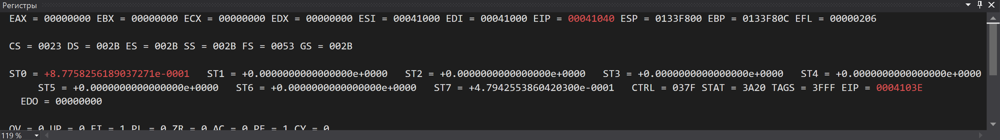 Регистры
EAX = 00000000 EBX = 00000000 ECX = 00000000 EDX = 00000000 ESI = 00041000 EDI = 00041000 EIP = 00041040 ESP = 0133F800 EBP = 0133F80C EFL = 00000206
CS = 0023 DS = 002B ES = 002B SS = 002B FS = 0053 GS = 002B
ST0 = +8.7758256189037271e-0001 ST1 = +0.0000000000000000e+0000 ST2 = +0.0000000000000000e+0000 ST3 = +0.0000000000000000e+0000 ST4 = +0.0000000000000000e+0000
ST5 = +0.0000000000000000e+0000 ST6 = +0.0000000000000000e+0000 ST7 = +4.7942553860420300e-0001 CTRL = 037F STAT = 3A20 TAGS = 3FFF EIP = 0004103E
EDO = 00000000
OV = 0 UP = 0 EI = 1 PL = 0 ZR = 0 AC = 0 PE = 1 CY = 0
119 %